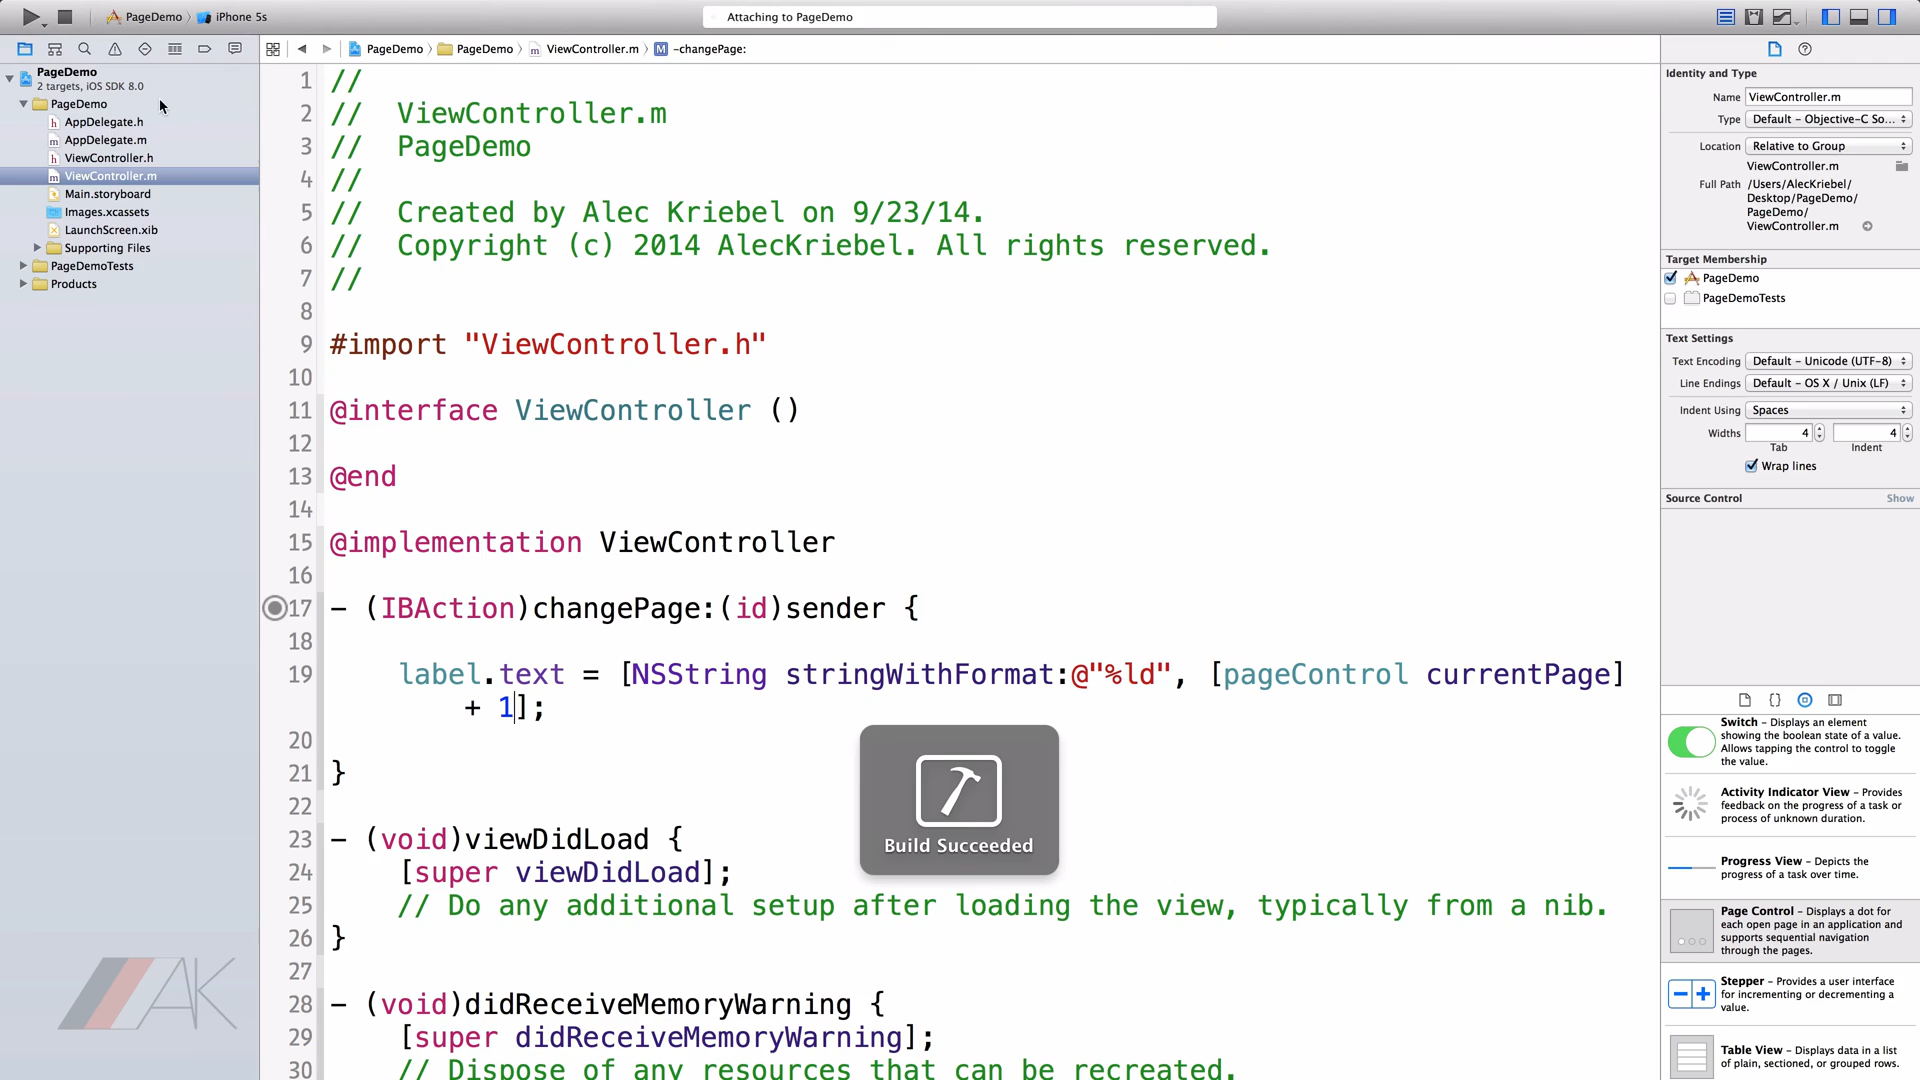 PageDemo
iPhone 5s
Attaching to PageDemo
PageDemo
PageDemo
ViewController.m
M
-changePage:
PageDemo
2 targets, iOS SDK 8.0
PageDemo
h AppDelegate.h
m AppDelegate.m
h ViewController.h
m ViewController.m
Main.storyboard
Images.xcassets
LaunchScreen.xib
Supporting Files
PageDemoTests
Products
1 //
2 //  ViewController.m
3 //  PageDemo
4 //
5 //  Created by Alec Kriebel on 9/23/14.
6 //  Copyright (c) 2014 AlecKriebel. All rights reserved.
7 //
8
9 #import "ViewController.h"
10
11 @interface ViewController ()
12
13 @end
14
15 @implementation ViewController
16
17 - (IBAction)changePage:(id)sender {
18
19     label.text = [NSString stringWithFormat:@"%ld", [pageControl currentPage]
+ 1];
20
21 }
22
23 - (void)viewDidLoad {
24     [super viewDidLoad];
25     // Do any additional setup after loading the view, typically from a nib.
26 }
27
28 - (void)didReceiveMemoryWarning {
29     [super didReceiveMemoryWarning];
30     // Dispose of any resources that can be recreated.
Build Succeeded
AK
Identity and Type
Name ViewController.m
Type Default - Objective-C So...
Location Relative to Group
ViewController.m
Full Path /Users/AlecKriebel/
Desktop/PageDemo/
PageDemo/
ViewController.m
Target Membership
PageDemo
PageDemoTests
Text Settings
Text Encoding Default - Unicode (UTF-8)
Line Endings Default - OS X / Unix (LF)
Indent Using Spaces
Widths 4 4
Tab Indent
Wrap lines
Source Control Show
Switch - Displays an element
showing the boolean state of a value.
Allows tapping the control to toggle
the value.
Activity Indicator View - Provides
feedback on the progress of a task or
process of unknown duration.
Progress View - Depicts the
progress of a task over time.
Page Control - Displays a dot for
each open page in an application and
supports sequential navigation
through the pages.
Stepper - Provides a user interface
for incrementing or decrementing a
value.
Table View - Displays data in a list
of plain, sectioned, or grouped rows.